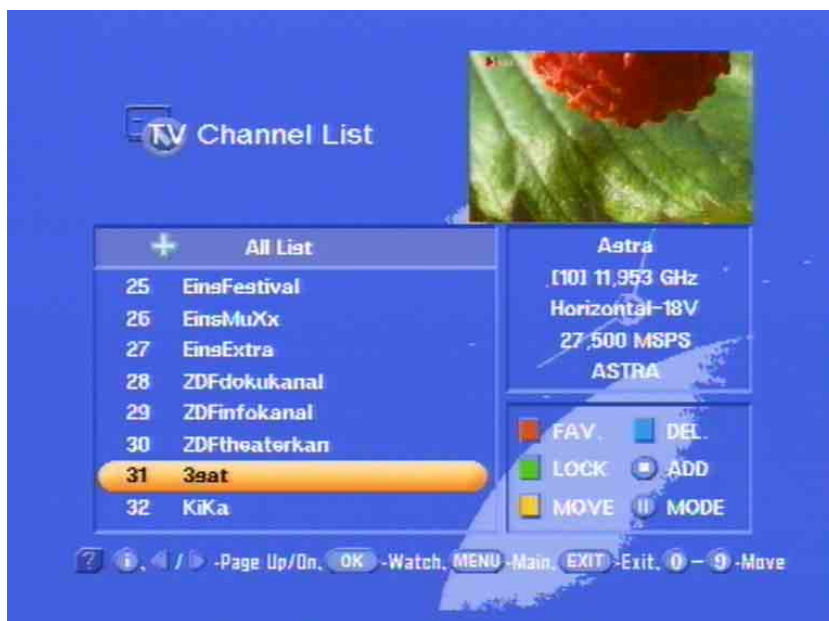 TV Channel List
All List
25 EinsFestival
26 EinsMuXx
27 EinsExtra
28 ZDFdokukanal
29 ZDFinfokanal
30 ZDFtheaterkan
31 3sat
32 KiKa
Astra
[10] 11,953 GHz
Horizontal-18V
27,500 MSPS
ASTRA
FAV. DEL.
LOCK ADD
MOVE MODE
? i, / -Page Up/Dn, OK -Watch, MENU -Main, EXIT -Exit, 0 - 9 -Move